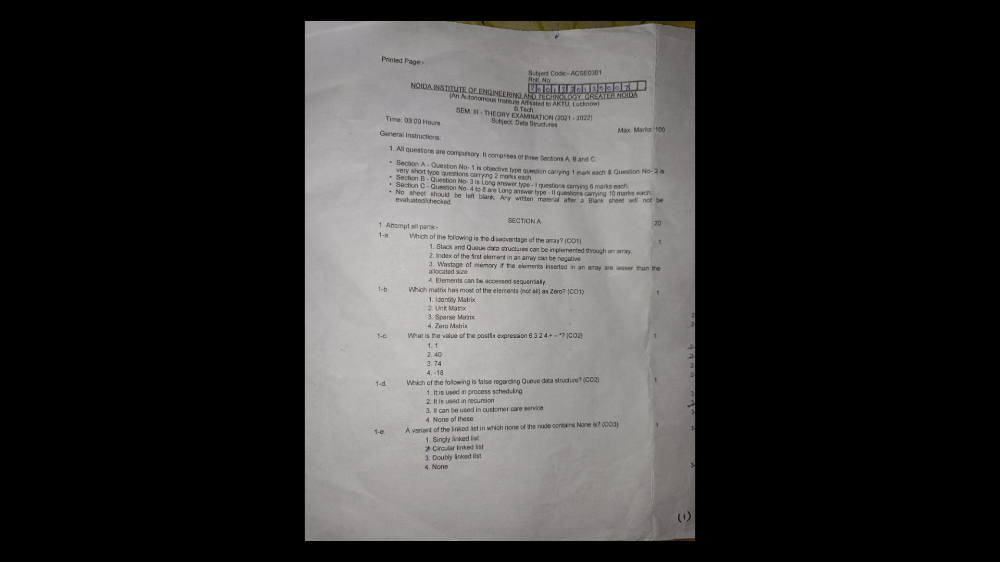 Printed Page:-
Subject Code:- ACSE0301
Roll. No:
2001330120007
NOIDA INSTITUTE OF ENGINEERING AND TECHNOLOGY, GREATER NOIDA
(An Autonomous Institute Affiliated to AKTU, Lucknow)
B.Tech.
SEM: III - THEORY EXAMINATION (2021 - 2022)
Subject: Data Structures
Time: 03:00 Hours
Max. Marks: 100
General Instructions:
1. All questions are compulsory. It comprises of three Sections A, B and C.
• Section A - Question No- 1 is objective type question carrying 1 mark each & Question No- 2 is
very short type questions carrying 2 marks each.
• Section B - Question No- 3 is Long answer type - I questions carrying 6 marks each.
• Section C - Question No- 4 to 8 are Long answer type - II questions carrying 10 marks each.
• No sheet should be left blank. Any written material after a Blank sheet will not be
evaluated/checked.
SECTION A
20
1. Attempt all parts:-
1-a. Which of the following is the disadvantage of the array? (CO1) 1
1. Stack and Queue data structures can be implemented through an array.
2. Index of the first element in an array can be negative
3. Wastage of memory if the elements inserted in an array are lesser than the
allocated size
4. Elements can be accessed sequentially.
1-b. Which matrix has most of the elements (not all) as Zero? (CO1) 1
1. Identity Matrix
2. Unit Matrix
3. Sparse Matrix
4. Zero Matrix
1-c. What is the value of the postfix expression 6 3 2 4 + – *? (CO2) 1
1. 1
2. 40
3. 74
4. -18
1-d. Which of the following is false regarding Queue data structure? (CO2) 1
1. It is used in process scheduling
2. It is used in recursion
3. It can be used in customer care service
4. None of these
1-e. A variant of the linked list in which none of the node contains None is? (CO3) 1
1. Singly linked list
2. Circular linked list
3. Doubly linked list
4. None
2
2-
2-
2-
2-
2-
3
3-
3-
3-
3-
(1)